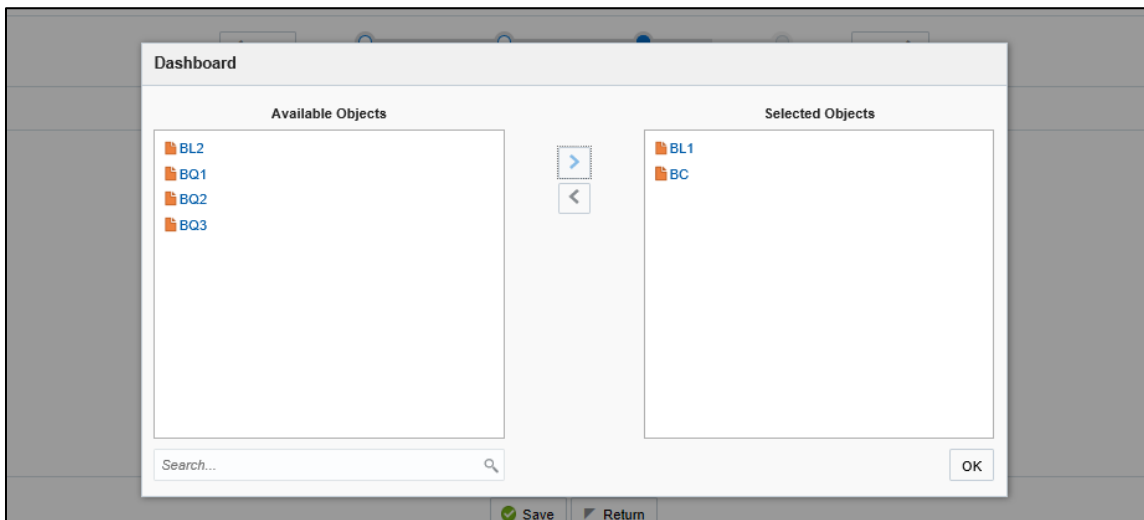 Dashboard
Available Objects
Selected Objects
BL2
BQ1
BQ2
BQ3
BL1
BC
Search...
OK
Save
Return